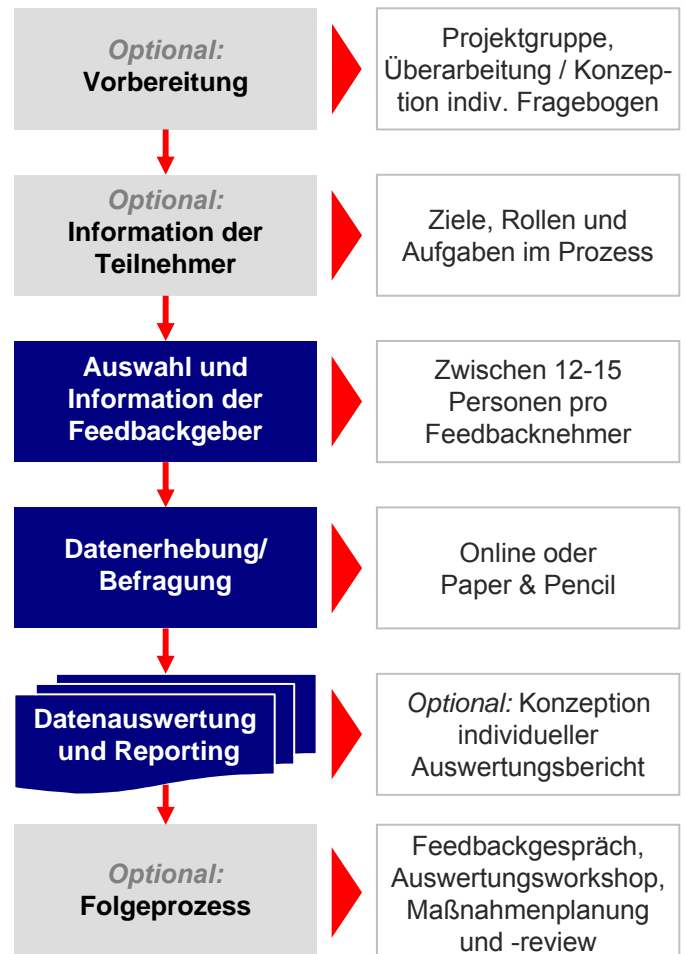 Optional:
Vorbereitung
Projektgruppe,
Überarbeitung / Konzep-
tion indiv. Fragebogen
Optional:
Information der
Teilnehmer
Ziele, Rollen und
Aufgaben im Prozess
Auswahl und
Information der
Feedbackgeber
Zwischen 12-15
Personen pro
Feedbacknehmer
Datenerhebung/
Befragung
Online oder
Paper & Pencil
Datenauswertung
und Reporting
Optional: Konzeption
individueller
Auswertungsbericht
Optional:
Folgeprozess
Feedbackgespräch,
Auswertungsworkshop,
Maßnahmenplanung
und -review